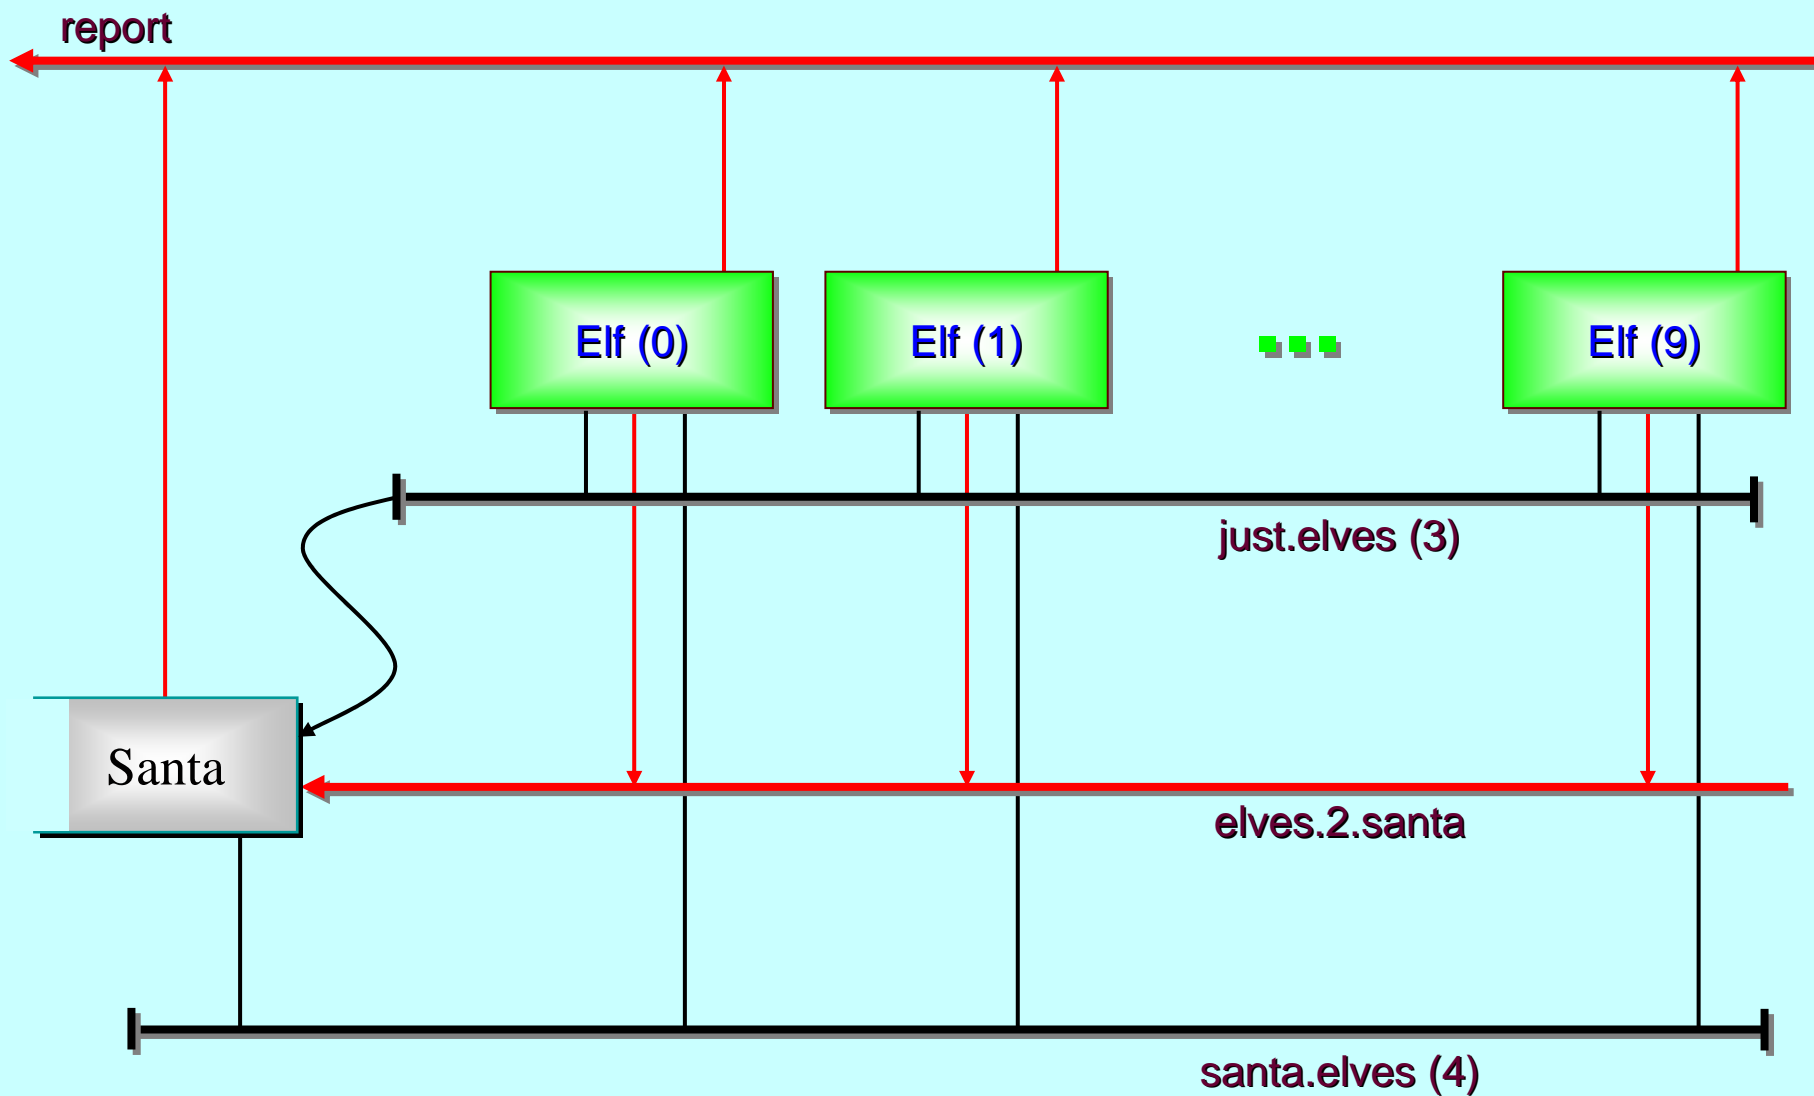 report
Elf (0)
Elf (1)
Elf (9)
just.elves (3)
Santa
elves.2.santa
santa.elves (4)